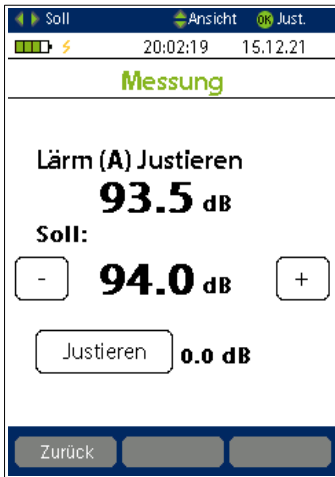 Soll Ansicht OK Just.
20:02:19 15.12.21
Messung
Lärm (A) Justieren
93.5 dB
Soll:
- 94.0 dB +
Justieren 0.0 dB
Zurück